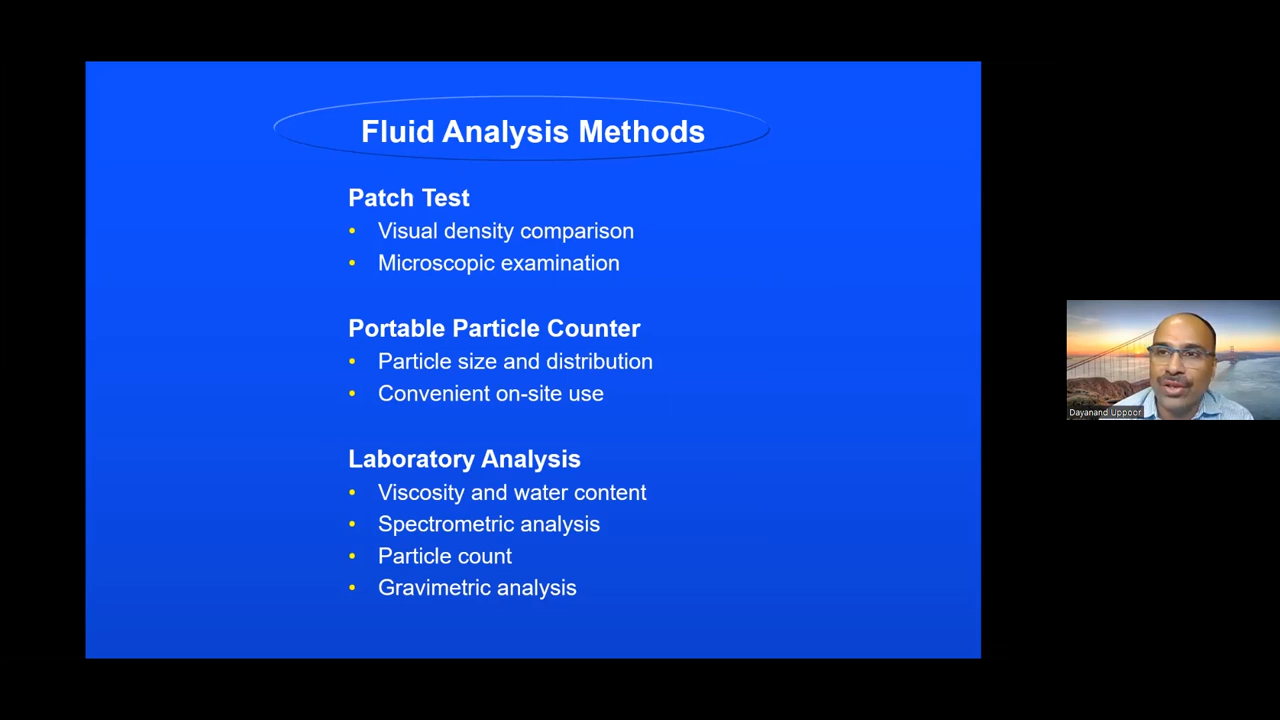 Fluid Analysis Methods
Patch Test
• Visual density comparison
• Microscopic examination
Portable Particle Counter
• Particle size and distribution
• Convenient on-site use
Laboratory Analysis
• Viscosity and water content
• Spectrometric analysis
• Particle count
• Gravimetric analysis
Dayanand Uppoor